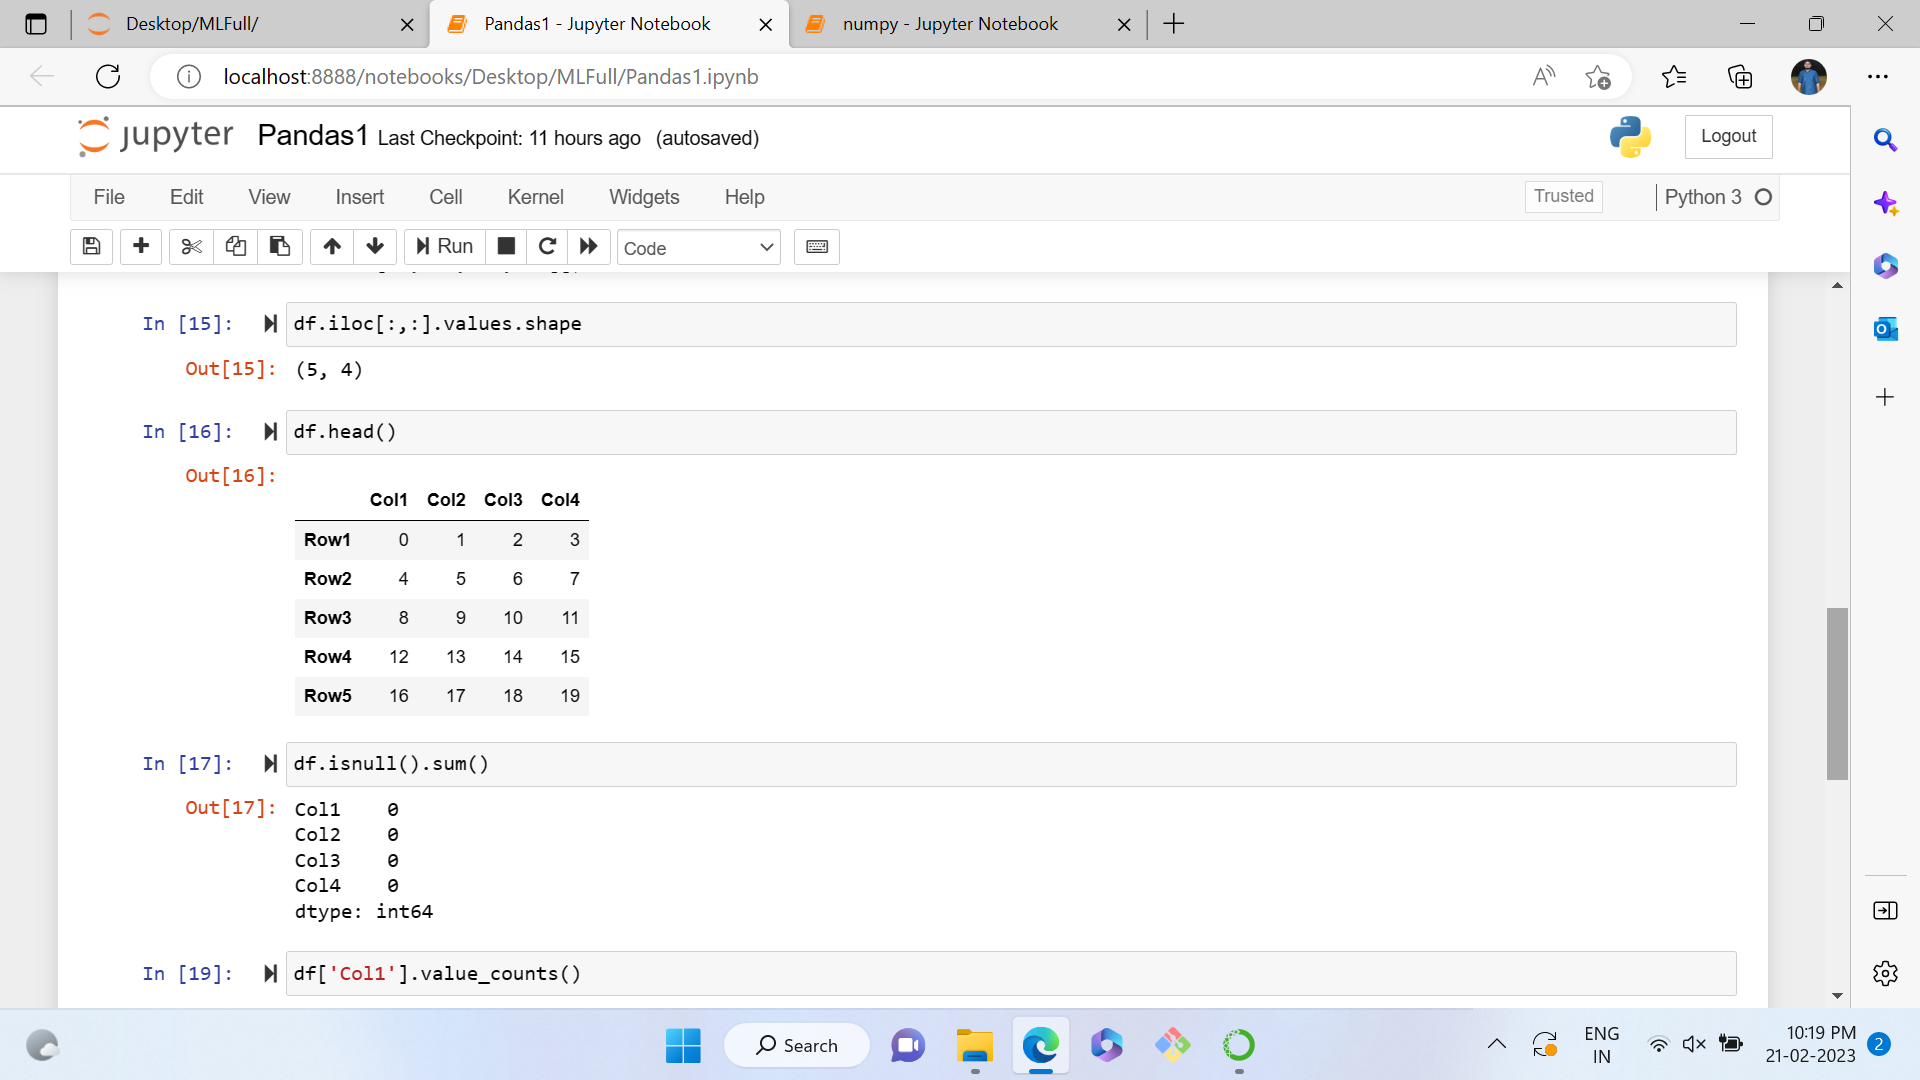 Desktop/MLFull/
Pandas1 - Jupyter Notebook
numpy - Jupyter Notebook
localhost:8888/notebooks/Desktop/MLFull/Pandas1.ipynb
jupyter Pandas1 Last Checkpoint: 11 hours ago (autosaved)
Logout
File Edit View Insert Cell Kernel Widgets Help
Trusted
Python 3
Run
Code
In [15]: df.iloc[:,:].values.shape
Out[15]: (5, 4)
In [16]: df.head()
Out[16]:
Col1 Col2 Col3 Col4
Row1 0 1 2 3
Row2 4 5 6 7
Row3 8 9 10 11
Row4 12 13 14 15
Row5 16 17 18 19
In [17]: df.isnull().sum()
Out[17]: Col1 0
Col2 0
Col3 0
Col4 0
dtype: int64
In [19]: df['Col1'].value_counts()
Search
ENG
IN
10:19 PM
21-02-2023
2